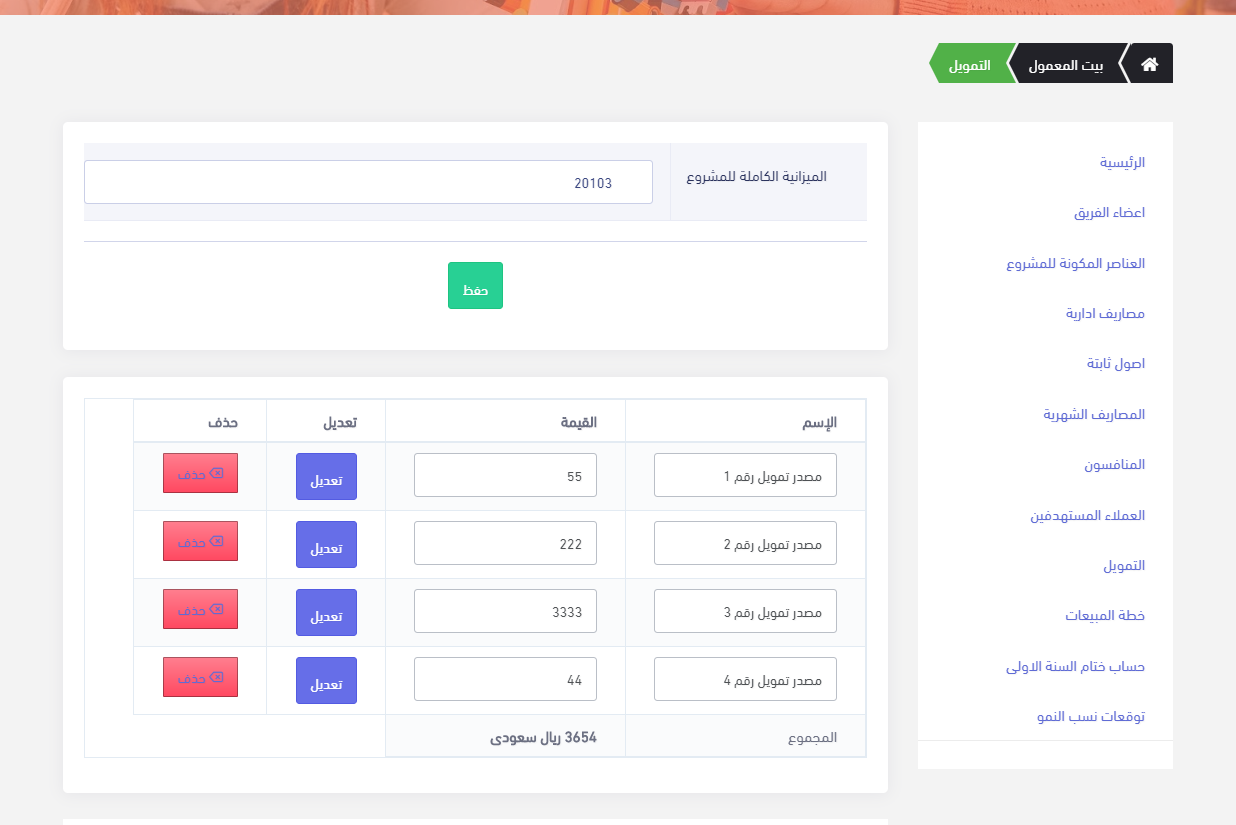 بيت المعمول
التمويل
الرئيسية
اعضاء الفريق
العناصر المكونة للمشروع
مصاريف ادارية
اصول ثابتة
المصاريف الشهرية
المنافسون
العملاء المستهدفين
التمويل
خطة المبيعات
حساب ختام السنة الاولى
توقعات نسب النمو
الميزانية الكاملة للمشروع 20103
حفظ
الإسم القيمة تعديل حذف
مصدر تمويل رقم 1 55 تعديل حذف
مصدر تمويل رقم 2 222 تعديل حذف
مصدر تمويل رقم 3 3333 تعديل حذف
مصدر تمويل رقم 4 44 تعديل حذف
المجموع 3654 ريال سعودى